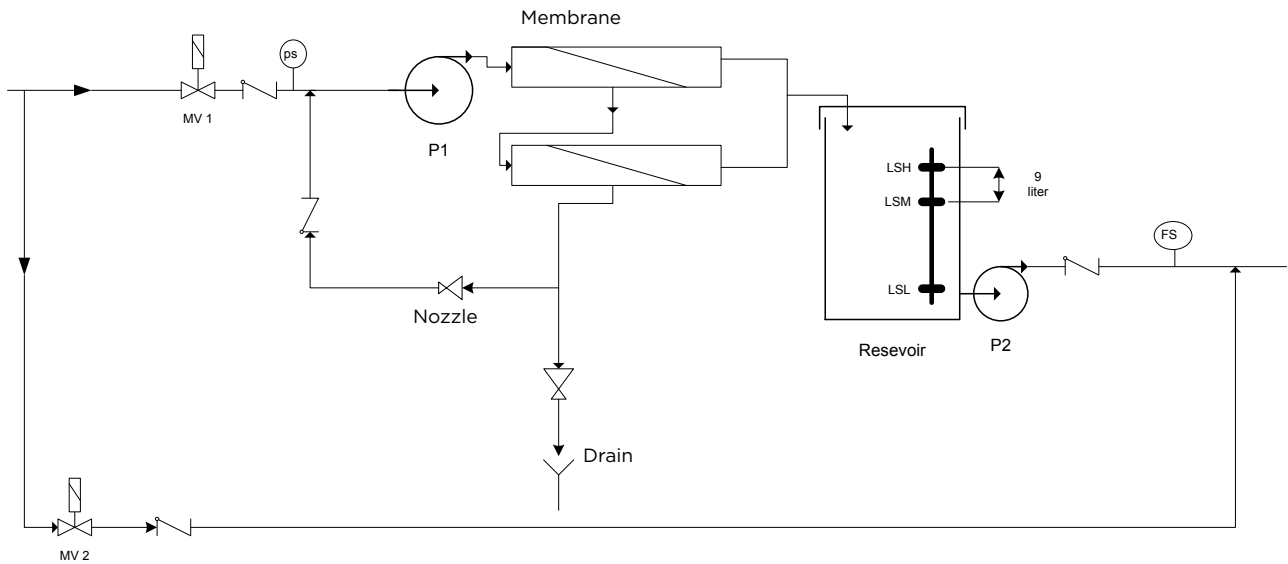 Membrane
ps
MV 1
P1
LSH
LSM
9
liter
LSL
FS
Nozzle
Resevoir
P2
Drain
MV 2